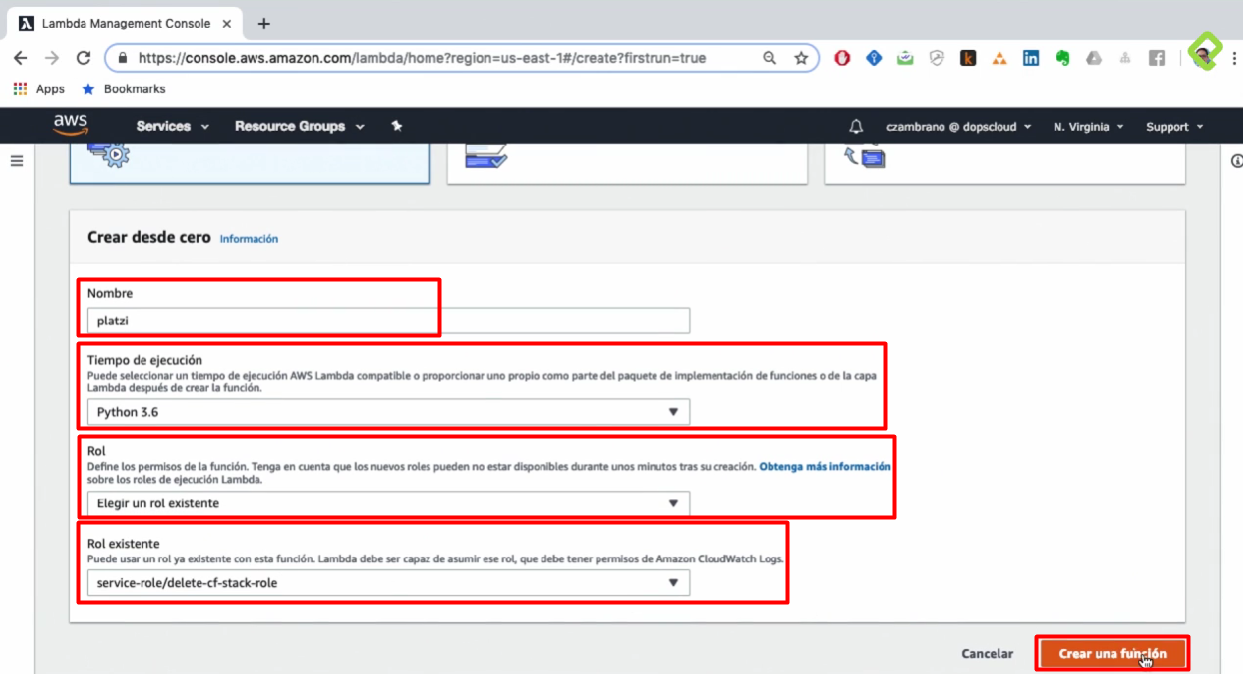 Lambda Management Console
https://console.aws.amazon.com/lambda/home?region=us-east-1#/create?firstrun=true
Apps Bookmarks
aws Services Resource Groups czambrano @ dopscloud N. Virginia Support
Crear desde cero Información
Nombre
platzi
Tiempo de ejecución
Puede seleccionar un tiempo de ejecución AWS Lambda compatible o proporcionar uno propio como parte del paquete de implementación de funciones o de la capa
Lambda después de crear la función.
Python 3.6
Rol
Define los permisos de la función. Tenga en cuenta que los nuevos roles pueden no estar disponibles durante unos minutos tras su creación. Obtenga más información
sobre los roles de ejecución Lambda.
Elegir un rol existente
Rol existente
Puede usar un rol ya existente con esta función. Lambda debe ser capaz de asumir ese rol, que debe tener permisos de Amazon CloudWatch Logs.
service-role/delete-cf-stack-role
Cancelar Crear una función